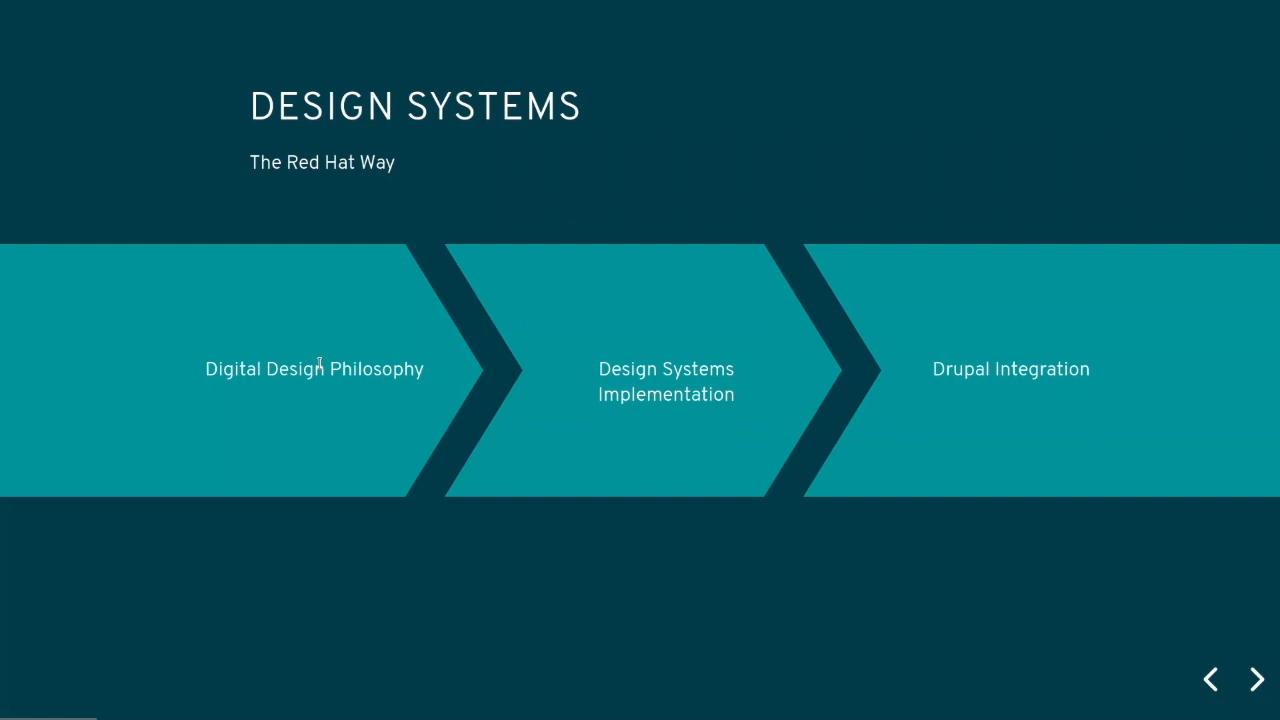 DESIGN SYSTEMS
The Red Hat Way
Digital Design Philosophy
Design Systems
Implementation
Drupal Integration